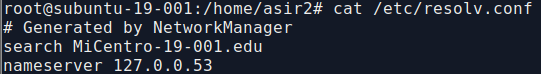 root@subuntu-19-001:/home/asir2# cat /etc/resolv.conf
# Generated by NetworkManager
search MiCentro-19-001.edu
nameserver 127.0.0.53